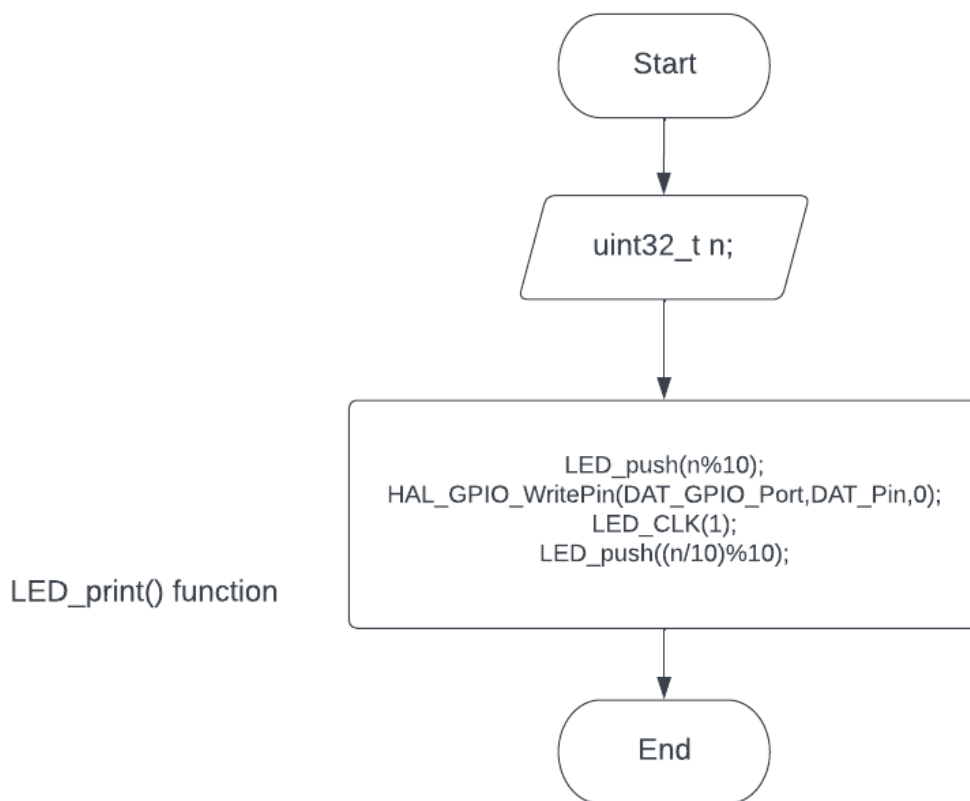 Start
uint32_t n;
LED_push(n%10);
HAL_GPIO_WritePin(DAT_GPIO_Port,DAT_Pin,0);
LED_CLK(1);
LED_push((n/10)%10);
LED_print() function
End